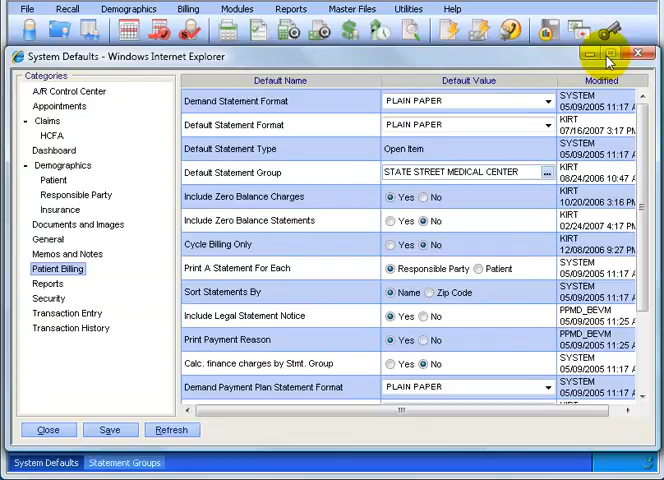 File Recall Demographics Billing Modules Reports Master Files Utilities Help
System Defaults - Windows Internet Explorer
Categories
A/R Control Center
Appointments
Claims
HCFA
Dashboard
Demographics
Patient
Responsible Party
Insurance
Documents and Images
General
Memos and Notes
Patient Billing
Reports
Security
Transaction Entry
Transaction History
Default Name Default Value Modified
Demand Statement Format PLAIN PAPER SYSTEM
05/09/2005 11:17 A
Default Statement Format PLAIN PAPER KIRT
07/16/2007 3:12 P
Default Statement Type Open Item SYSTEM
05/09/2005 11:17 A
Default Statement Group STATE STREET MEDICAL CENTER ... KIRT
08/24/2006 10:47
Include Zero Balance Charges Yes No KIRT
10/20/2006 3:16 P
Include Zero Balance Statements Yes No KIRT
02/24/2007 4:17 P
Cycle Billing Only Yes No KIRT
12/08/2006 9:27 P
Print A Statement For Each Responsible Party Patient SYSTEM
05/09/2005 11:17 A
Sort Statements By Name Zip Code SYSTEM
05/09/2005 11:17 A
Include Legal Statement Notice Yes No PPMD_BEVM
05/09/2005 11:25 A
Print Payment Reason Yes No PPMD_BEVM
05/09/2005 11:25 A
Calc. finance charges by Stmt. Group Yes No SYSTEM
05/09/2005 11:17 A
Demand Payment Plan Statement Format PLAIN PAPER SYSTEM
05/09/2005 11:17 A
Close Save Refresh
System Defaults Statement Groups